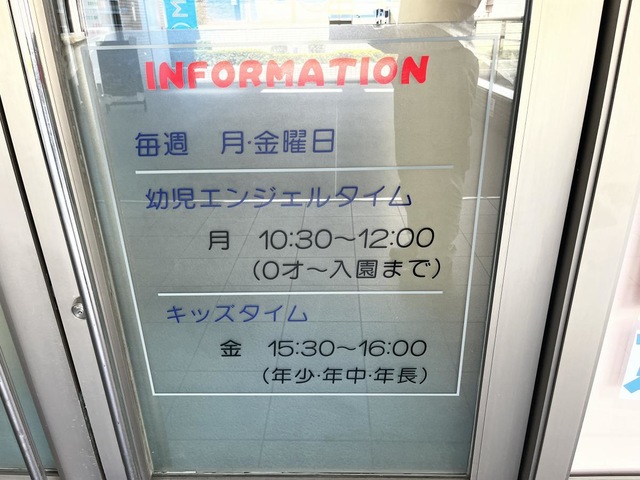 INFORMATION
毎週 月・金曜日
幼児エンジェルタイム
月 10:30～12:00
(0才～入園まで)
キッズタイム
金 15:30～16:00
(年少・年中・年長)